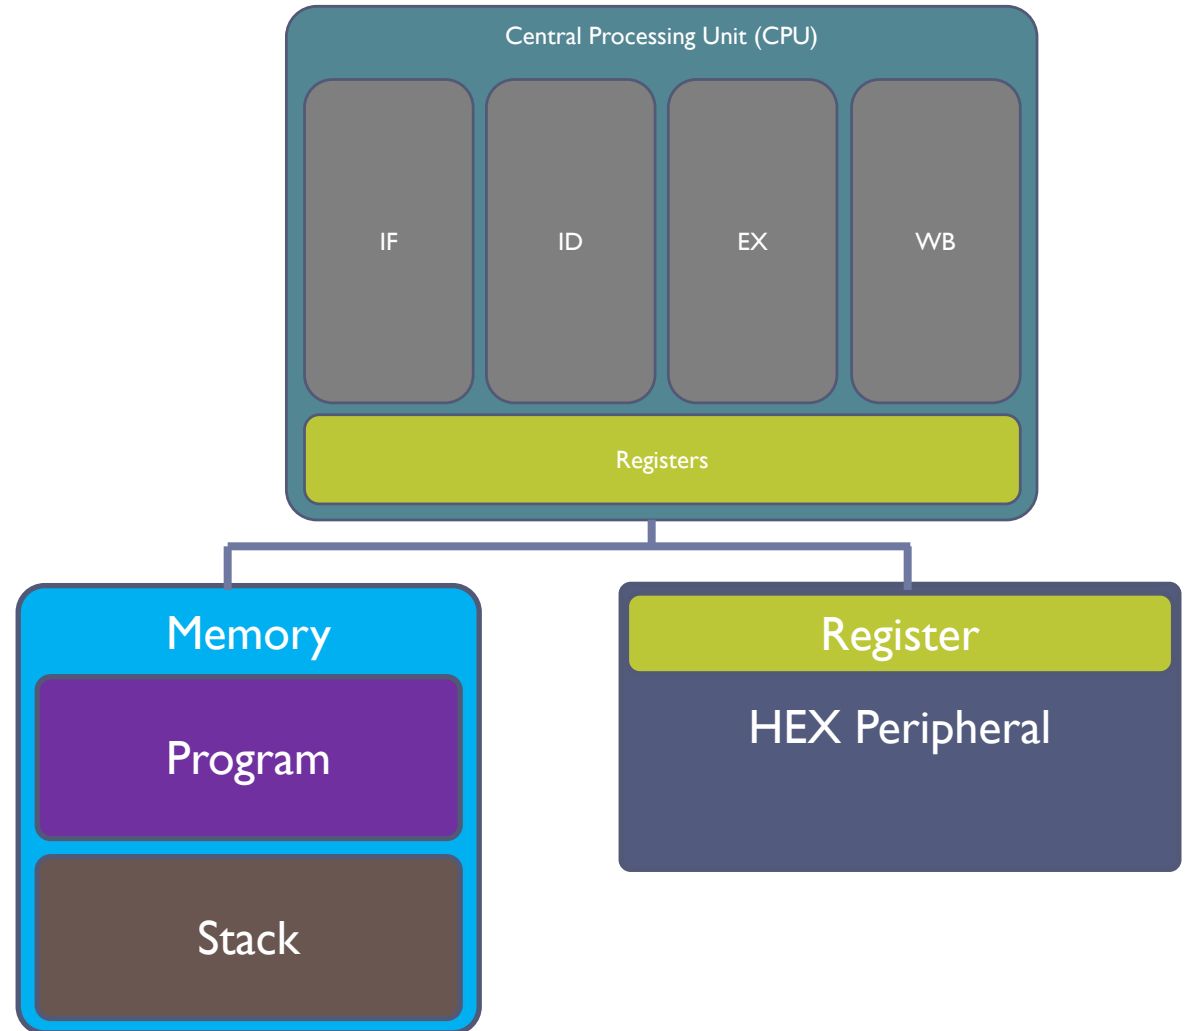 Central Processing Unit (CPU)
IF
ID
EX
WB
Registers
Memory
Program
Stack
Register
HEX Peripheral